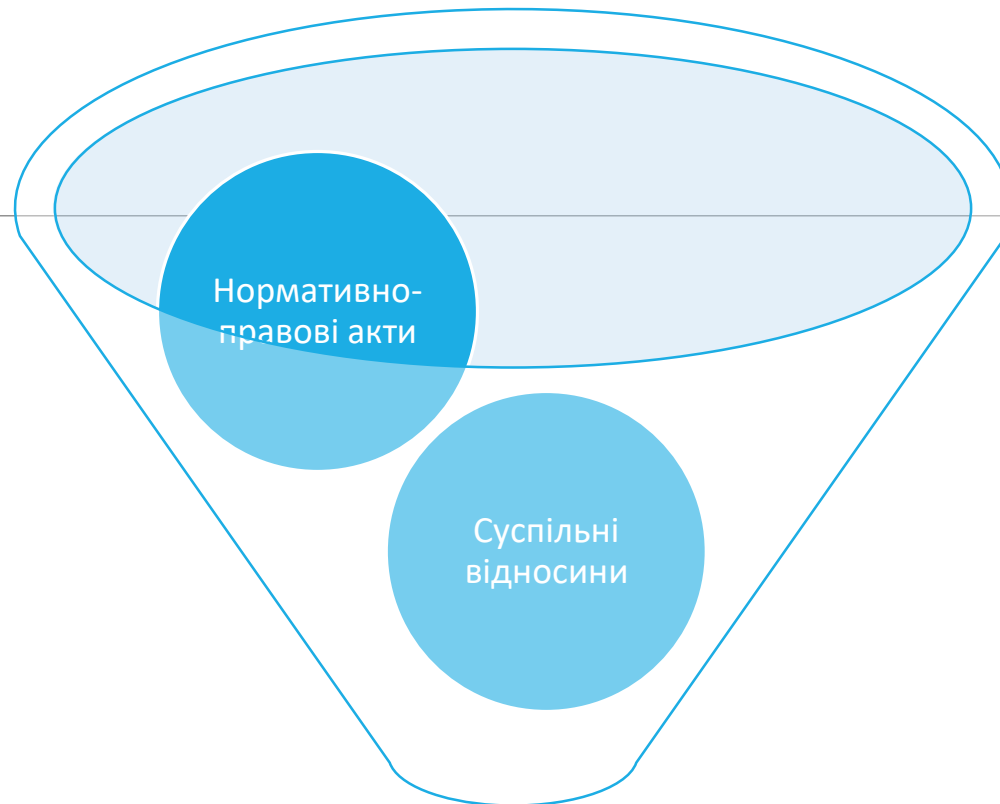 Нормативно-
правові акти
Суспільні
відносини